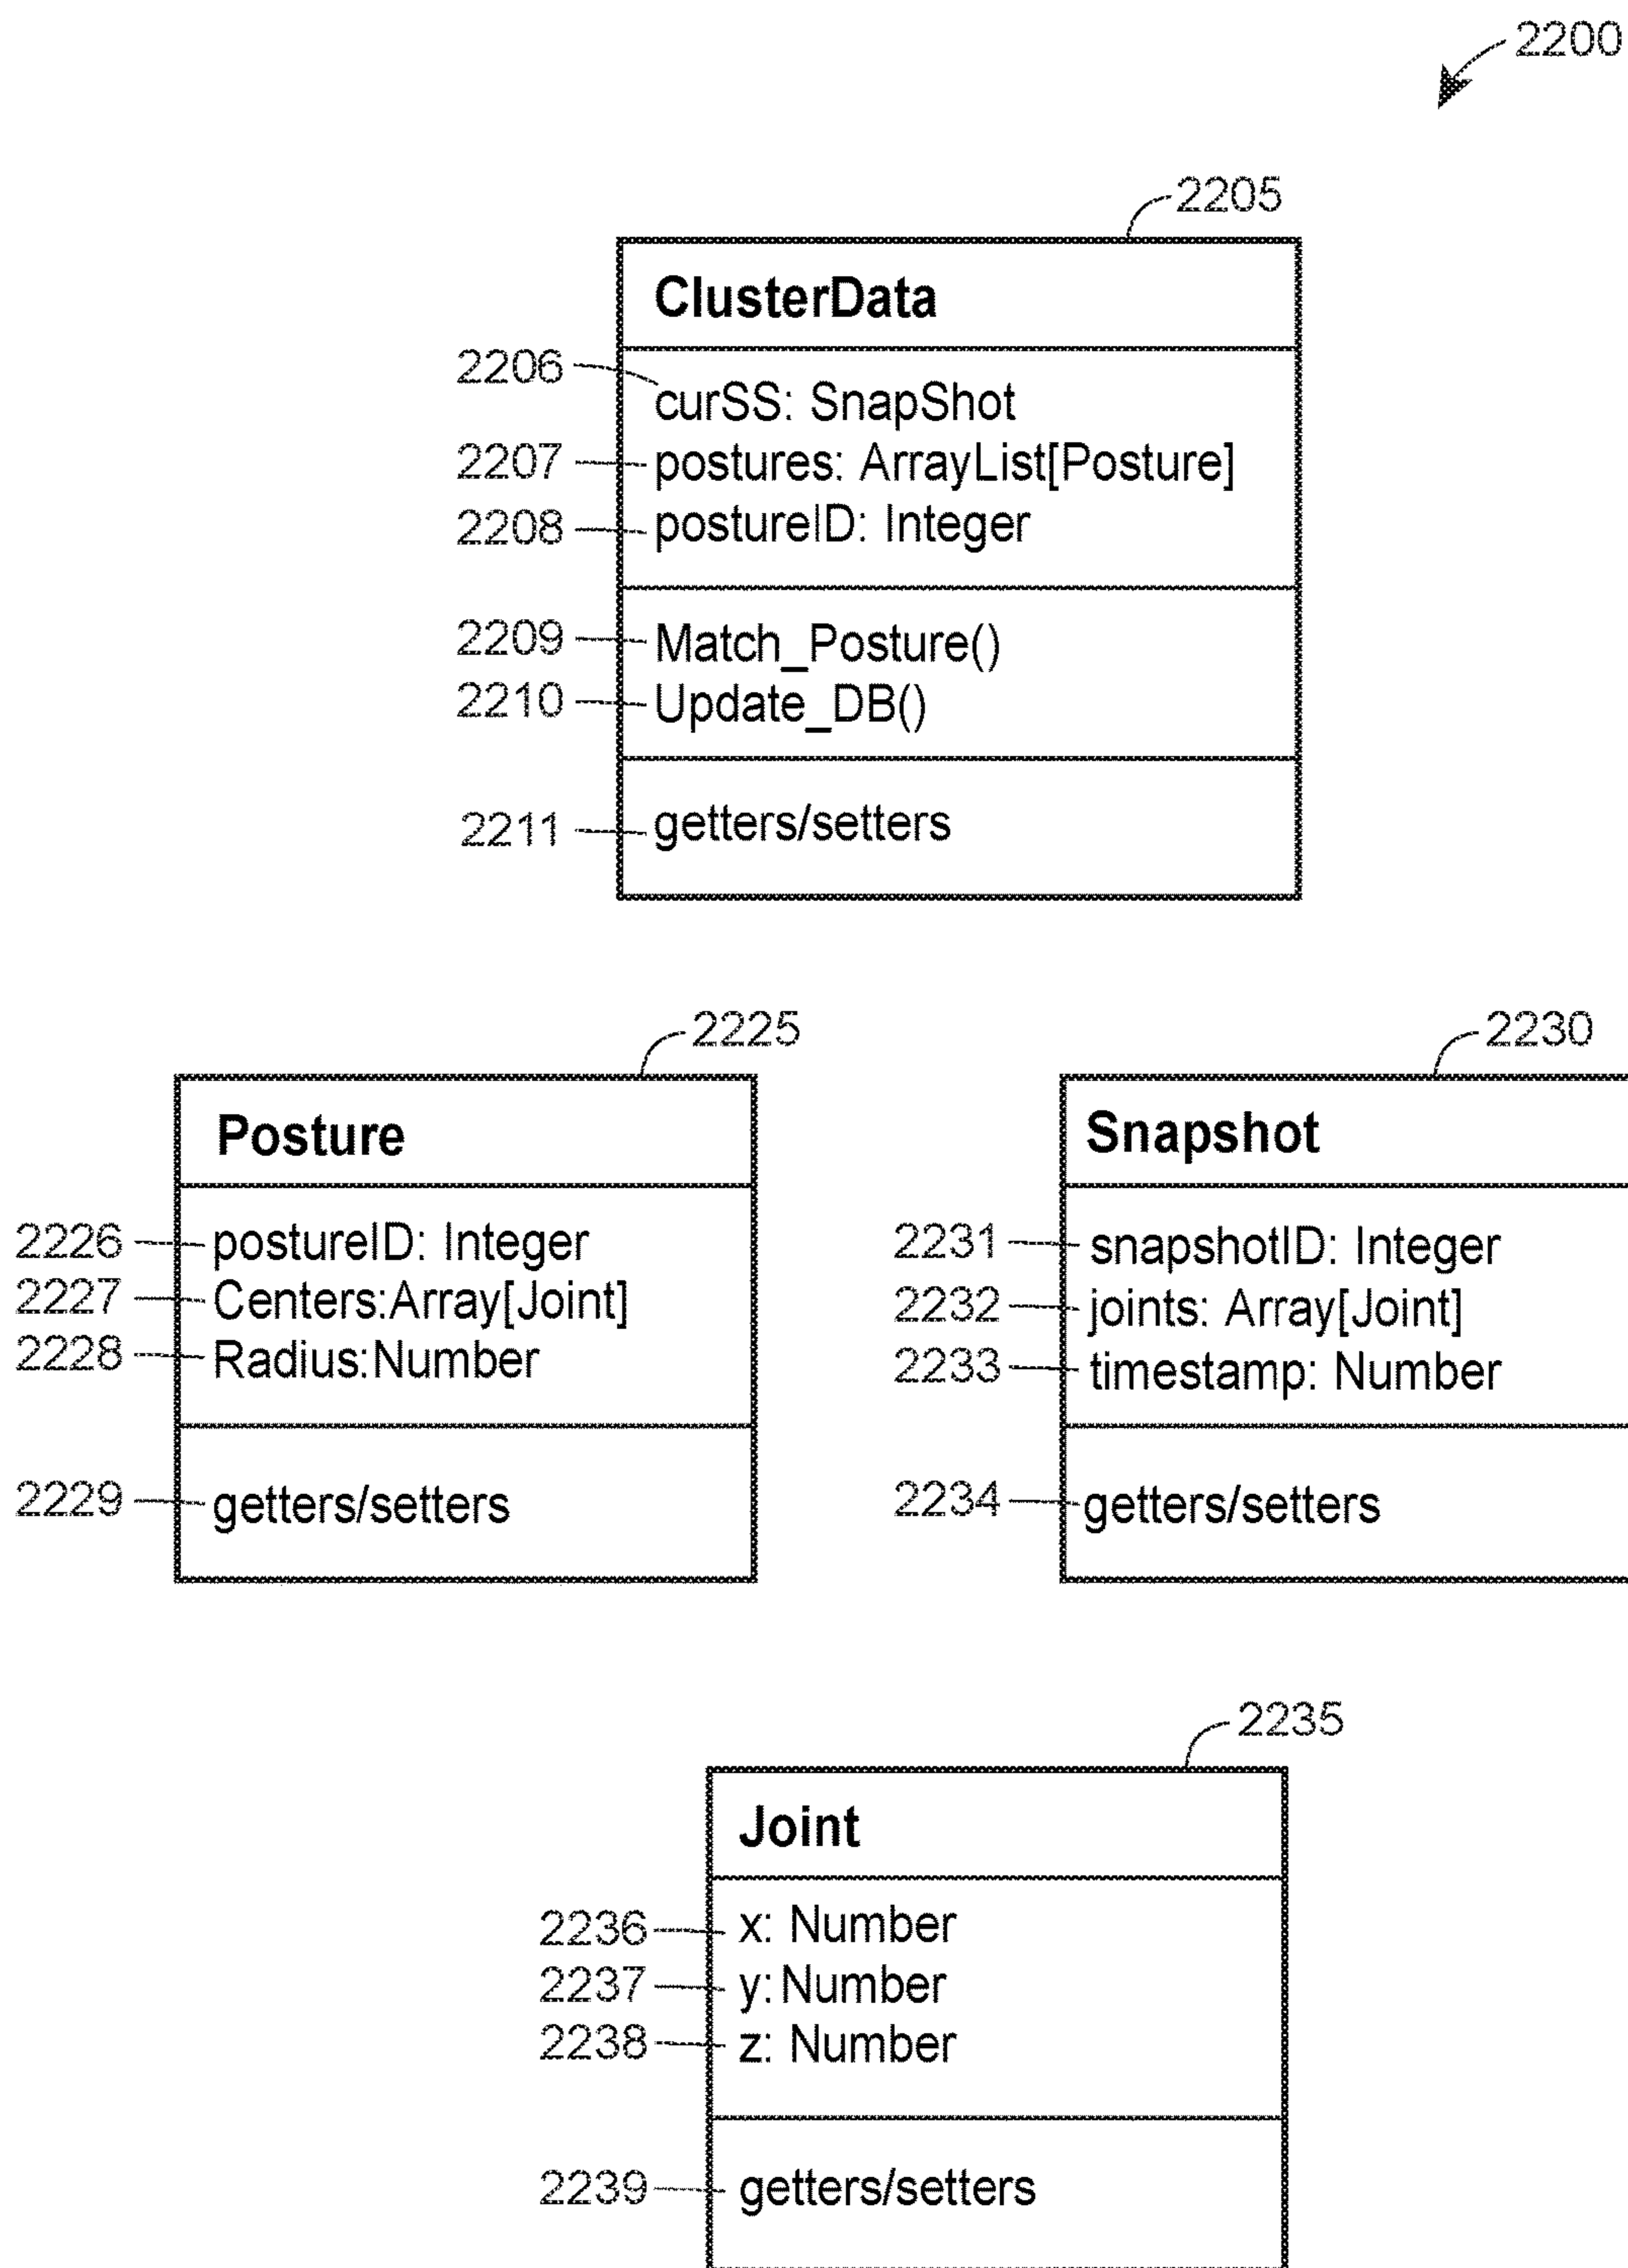 2200
2205
ClusterData
2206 curSS: SnapShot
2207 postures: ArrayList[Posture]
2208 postureID: Integer
2209 Match_Posture()
2210 Update_DB()
2211 getters/setters
2225
Posture
2226 postureID: Integer
2227 Centers:Array[Joint]
2228 Radius:Number
2229 getters/setters
2230
Snapshot
2231 snapshotID: Integer
2232 joints: Array[Joint]
2233 timestamp: Number
2234 getters/setters
2235
Joint
2236 x: Number
2237 y:Number
2238 z: Number
2239 getters/setters